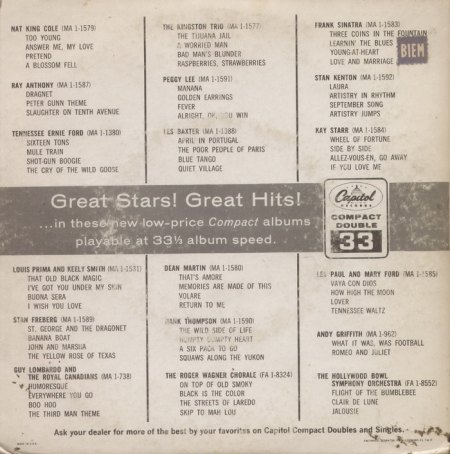 NAT KING COLE (MA 1-1579)
TOO YOUNG
ANSWER ME, MY LOVE
PRETEND
A BLOSSOM FELL
RAY ANTHONY (MA 1-1587)
DRAGNET
PETER GUNN THEME
SLAUGHTER ON TENTH AVENUE
TENNESSEE ERNIE FORD (MA 1-1380)
SIXTEEN TONS
MULE TRAIN
SHOT-GUN BOOGIE
THE CRY OF THE WILD GOOSE
THE KINGSTON TRIO (MA 1-1577)
THE TIJUANA JAIL
A WORRIED MAN
BAD MAN'S BLUNDER
RASPBERRIES, STRAWBERRIES
PEGGY LEE (MA 1-1591)
MANANA
GOLDEN EARRINGS
FEVER
ALRIGHT, OKAY, YOU WIN
LES BAXTER (MA 1-1388)
APRIL IN PORTUGAL
THE POOR PEOPLE OF PARIS
BLUE TANGO
QUIET VILLAGE
FRANK SINATRA (MA 1-1583)
THREE COINS IN THE FOUNTAIN
LEARNIN' THE BLUES
YOUNG-AT-HEART
LOVE AND MARRIAGE
BIEM
STAN KENTON (MA 1-1592)
LAURA
ARTISTRY IN RHYTHM
SEPTEMBER SONG
ARTISTRY JUMPS
KAY STARR (MA 1-1584)
WHEEL OF FORTUNE
SIDE BY SIDE
ALLEZ-VOUS-EN, GO AWAY
IF YOU LOVE ME
Great Stars! Great Hits!
...in these new low-price Compact albums
playable at 33⅓ album speed.
Capitol
RECORDS
COMPACT
DOUBLE
33
LOUIS PRIMA AND KEELY SMITH (MA 1-1531)
THAT OLD BLACK MAGIC
I'VE GOT YOU UNDER MY SKIN
BUONA SERA
I WISH YOU LOVE
STAN FREBERG (MA 1-1589)
ST. GEORGE AND THE DRAGONET
BANANA BOAT
JOHN AND MARSHA
THE YELLOW ROSE OF TEXAS
GUY LOMBARDO AND
THE ROYAL CANADIANS (MA 1-738)
HUMORESQUE
EVERYWHERE YOU GO
BOO HOO
THE THIRD MAN THEME
DEAN MARTIN (MA 1-1580)
THAT'S AMORE
MEMORIES ARE MADE OF THIS
VOLARE
RETURN TO ME
HANK THOMPSON (MA 1-1590)
THE WILD SIDE OF LIFE
HUMPTY DUMPTY HEART
A SIX PACK TO GO
SQUAWS ALONG THE YUKON
THE ROGER WAGNER CHORALE (FA 1-8324)
ON TOP OF OLD SMOKY
BLACK IS THE COLOR
THE STREETS OF LAREDO
SKIP TO MAH LOU
LES PAUL AND MARY FORD (MA 1-1585)
VAYA CON DIOS
HOW HIGH THE MOON
LOVER
TENNESSEE WALTZ
ANDY GRIFFITH (MA 1-962)
WHAT IT WAS, WAS FOOTBALL
ROMEO AND JULIET
THE HOLLYWOOD BOWL
SYMPHONY ORCHESTRA (FA 1-8552)
FLIGHT OF THE BUMBLEBEE
CLAIR DE LUNE
JALOUSIE
Ask your dealer for more of the best by your favorites on Capitol Compact Doubles and Singles.